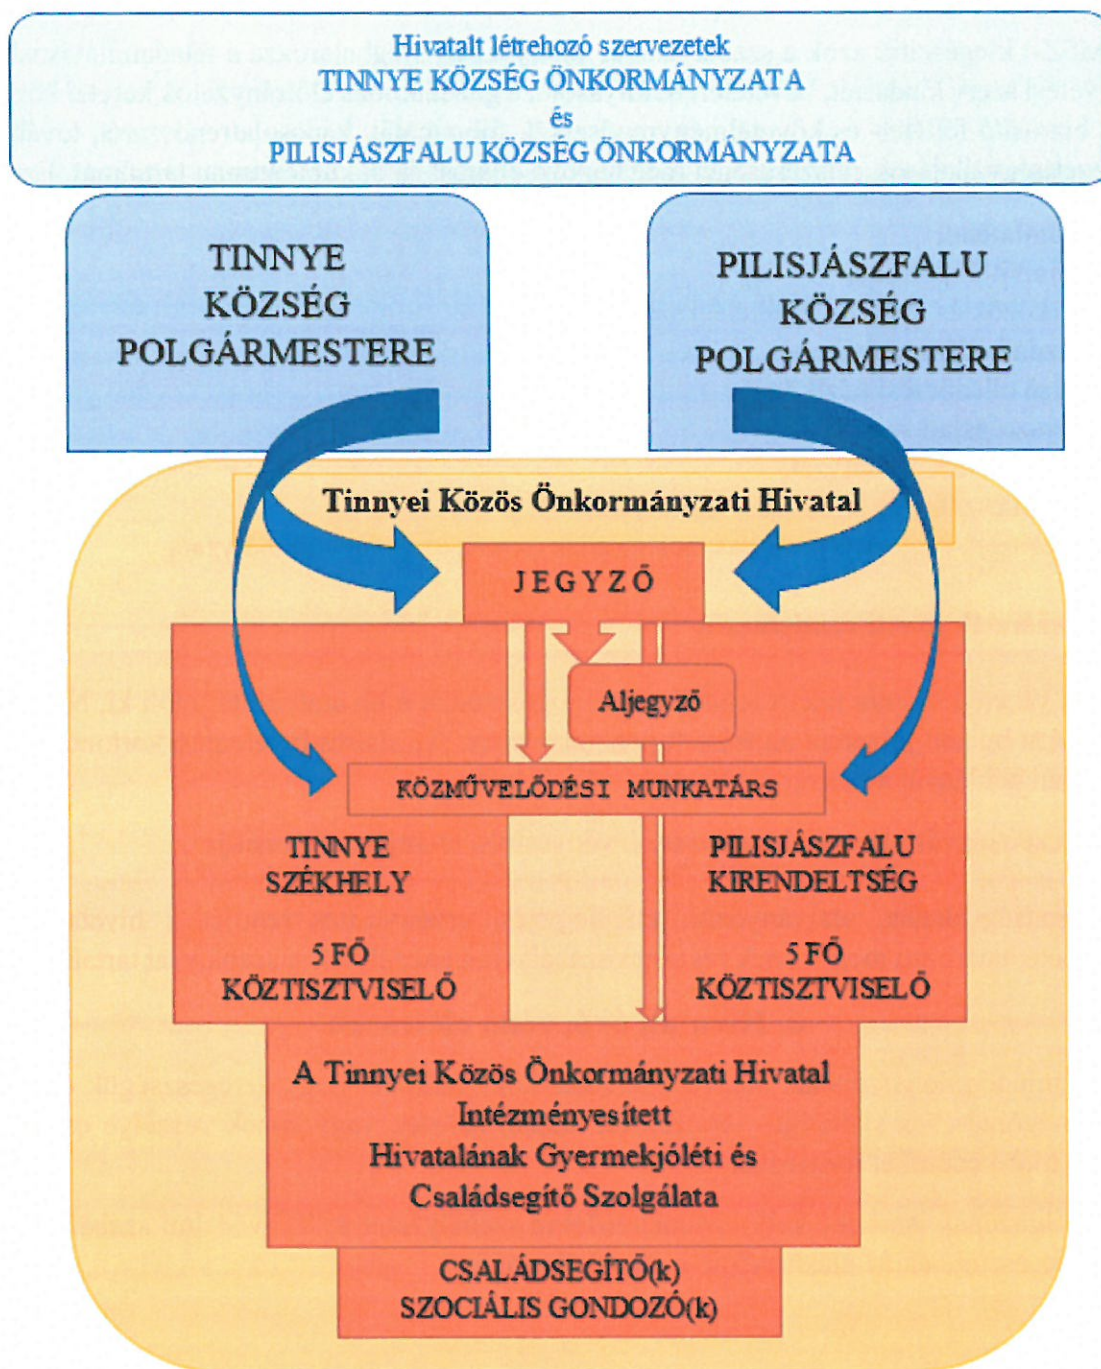 Hivatalt létrehozó szervezetek
TINNYE KÖZSÉG ÖNKORMÁNYZATA
és
PILISJÁSZFALU KÖZSÉG ÖNKORMÁNYZATA
TINNYE
KÖZSÉG
POLGÁRMESTERE
PILISJÁSZFALU
KÖZSÉG
POLGÁRMESTERE
Tinnyei Közös Önkormányzati Hivatal
J E G Y Z Ő
Aljegyző
KÖZMŰVELŐDÉSI MUNKATÁRS
TINNYE
SZÉKHELY
5 FŐ
KÖZTISZTVISELŐ
PILISJÁSZFALU
KIRENDELTSÉG
5 FŐ
KÖZTISZTVISELŐ
A Tinnyei Közös Önkormányzati Hivatal
Intézményesített
Hivatalának Gyermekjóléti és
Családsegítő Szolgálata
CSALÁDSEGÍTŐ(k)
SZOCIÁLIS GONDOZÓ(k)